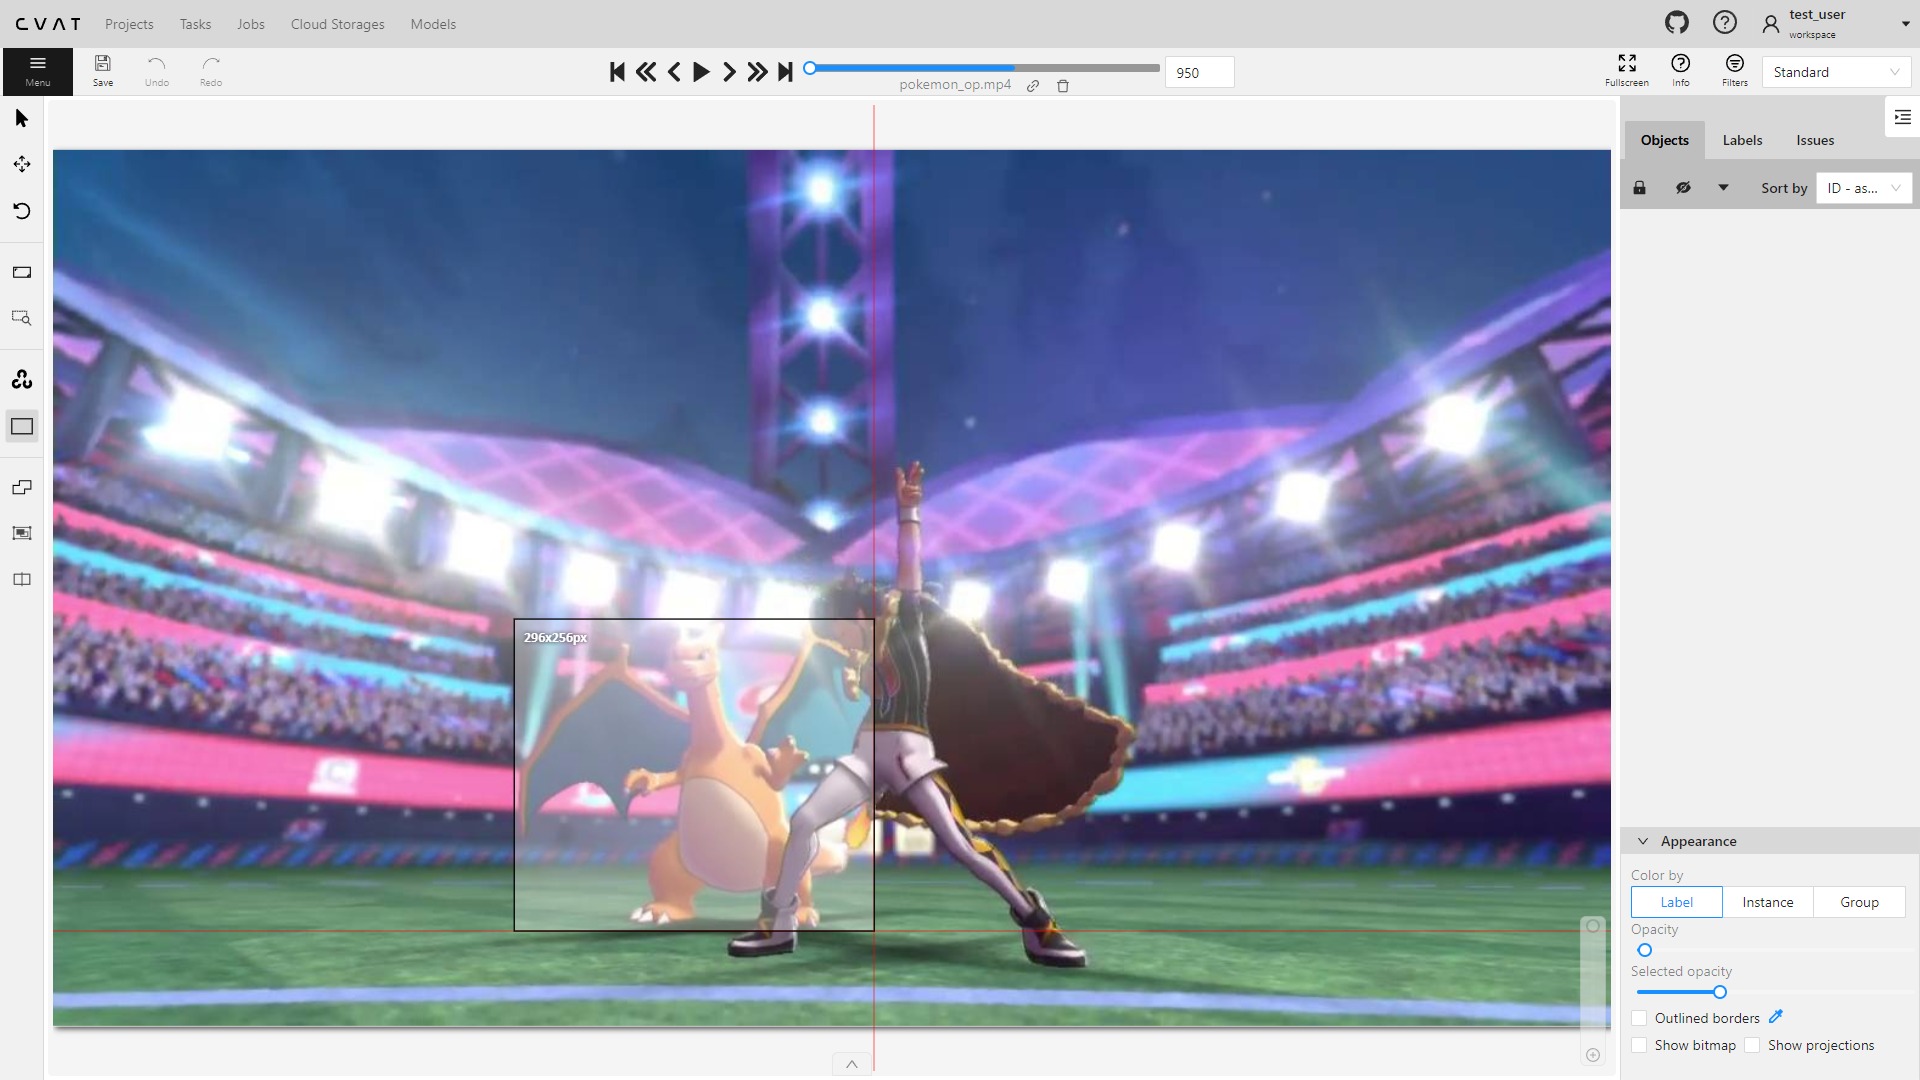 CVAT
Projects
Tasks
Jobs
Cloud Storages
Models
test_user
workspace
Menu
Save
Undo
Redo
pokemon_op.mp4
950
Fullscreen
Info
Filters
Standard
Objects
Labels
Issues
Sort by
ID - as...
296x256px
Appearance
Color by
Label
Instance
Group
Opacity
Selected opacity
Outlined borders
Show bitmap
Show projections